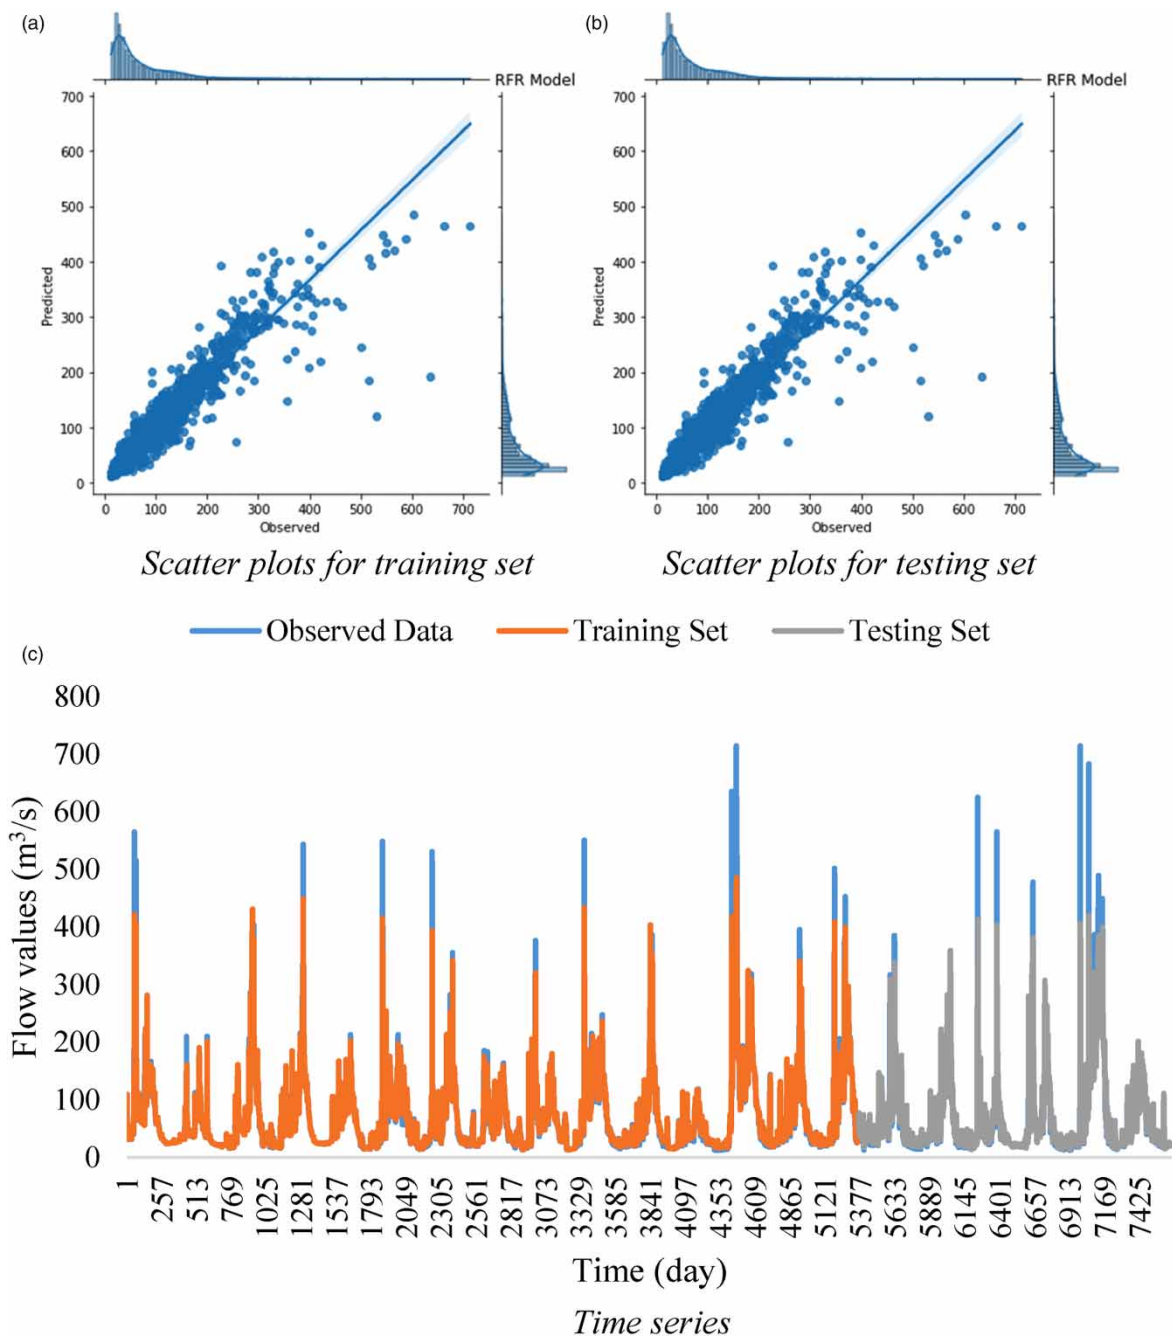 (a)
RFR Model
700
600
500
400
300
200
100
0
Predicted
0 100 200 300 400 500 600 700
Observed
Scatter plots for training set
(b)
RFR Model
700
600
500
400
300
200
100
0
Predicted
0 100 200 300 400 500 600 700
Observed
Scatter plots for testing set
Observed Data Training Set Testing Set
(c)
800
700
600
500
400
300
200
100
0
Flow values (m³/s)
1 257 513 769 1025 1281 1537 1793 2049 2305 2561 2817 3073 3329 3585 3841 4097 4353 4609 4865 5121 5377 5633 5889 6145 6401 6657 6913 7169 7425
Time (day)
Time series